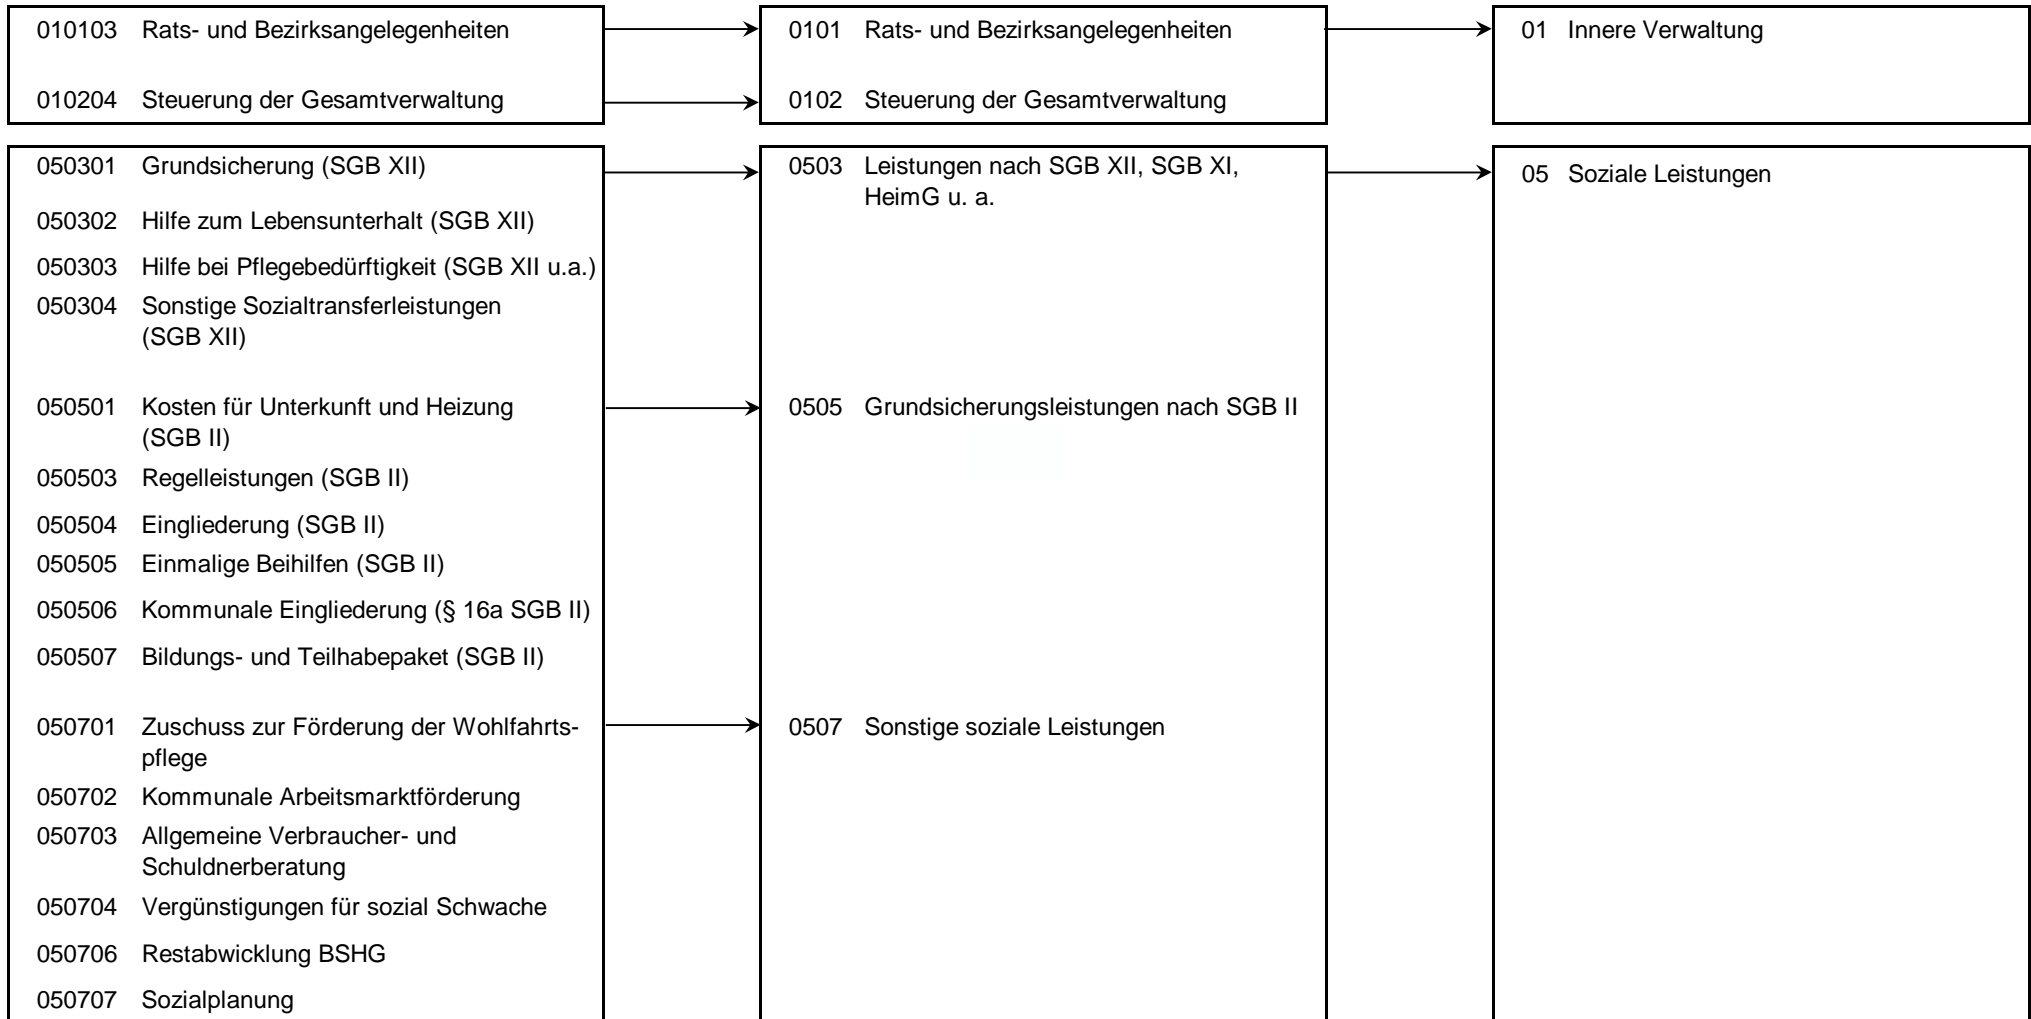 010103 Rats- und Bezirksangelegenheiten
0101 Rats- und Bezirksangelegenheiten
01 Innere Verwaltung
010204 Steuerung der Gesamtverwaltung
0102 Steuerung der Gesamtverwaltung
050301 Grundsicherung (SGB XII)
0503 Leistungen nach SGB XII, SGB XI,
HeimG u. a.
05 Soziale Leistungen
050302 Hilfe zum Lebensunterhalt (SGB XII)
050303 Hilfe bei Pflegebedürftigkeit (SGB XII u.a.)
050304 Sonstige Sozialtransferleistungen
(SGB XII)
050501 Kosten für Unterkunft und Heizung
(SGB II)
0505 Grundsicherungsleistungen nach SGB II
050503 Regelleistungen (SGB II)
050504 Eingliederung (SGB II)
050505 Einmalige Beihilfen (SGB II)
050506 Kommunale Eingliederung (§ 16a SGB II)
050507 Bildungs- und Teilhabepaket (SGB II)
050701 Zuschuss zur Förderung der Wohlfahrts-
pflege
0507 Sonstige soziale Leistungen
050702 Kommunale Arbeitsmarktförderung
050703 Allgemeine Verbraucher- und
Schuldnerberatung
050704 Vergünstigungen für sozial Schwache
050706 Restabwicklung BSHG
050707 Sozialplanung